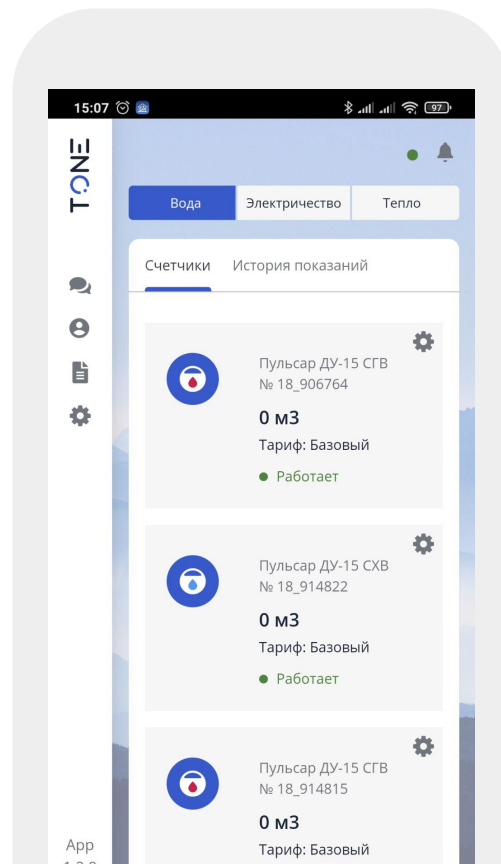 15:07
97
TONE
Вода
Электричество
Тепло
Счетчики
История показаний
Пульсар ДУ-15 СГВ
№ 18_906764
0 м3
Тариф: Базовый
Работает
Пульсар ДУ-15 СХВ
№ 18_914822
0 м3
Тариф: Базовый
Работает
Пульсар ДУ-15 СГВ
№ 18_914815
0 м3
Тариф: Базовый
App